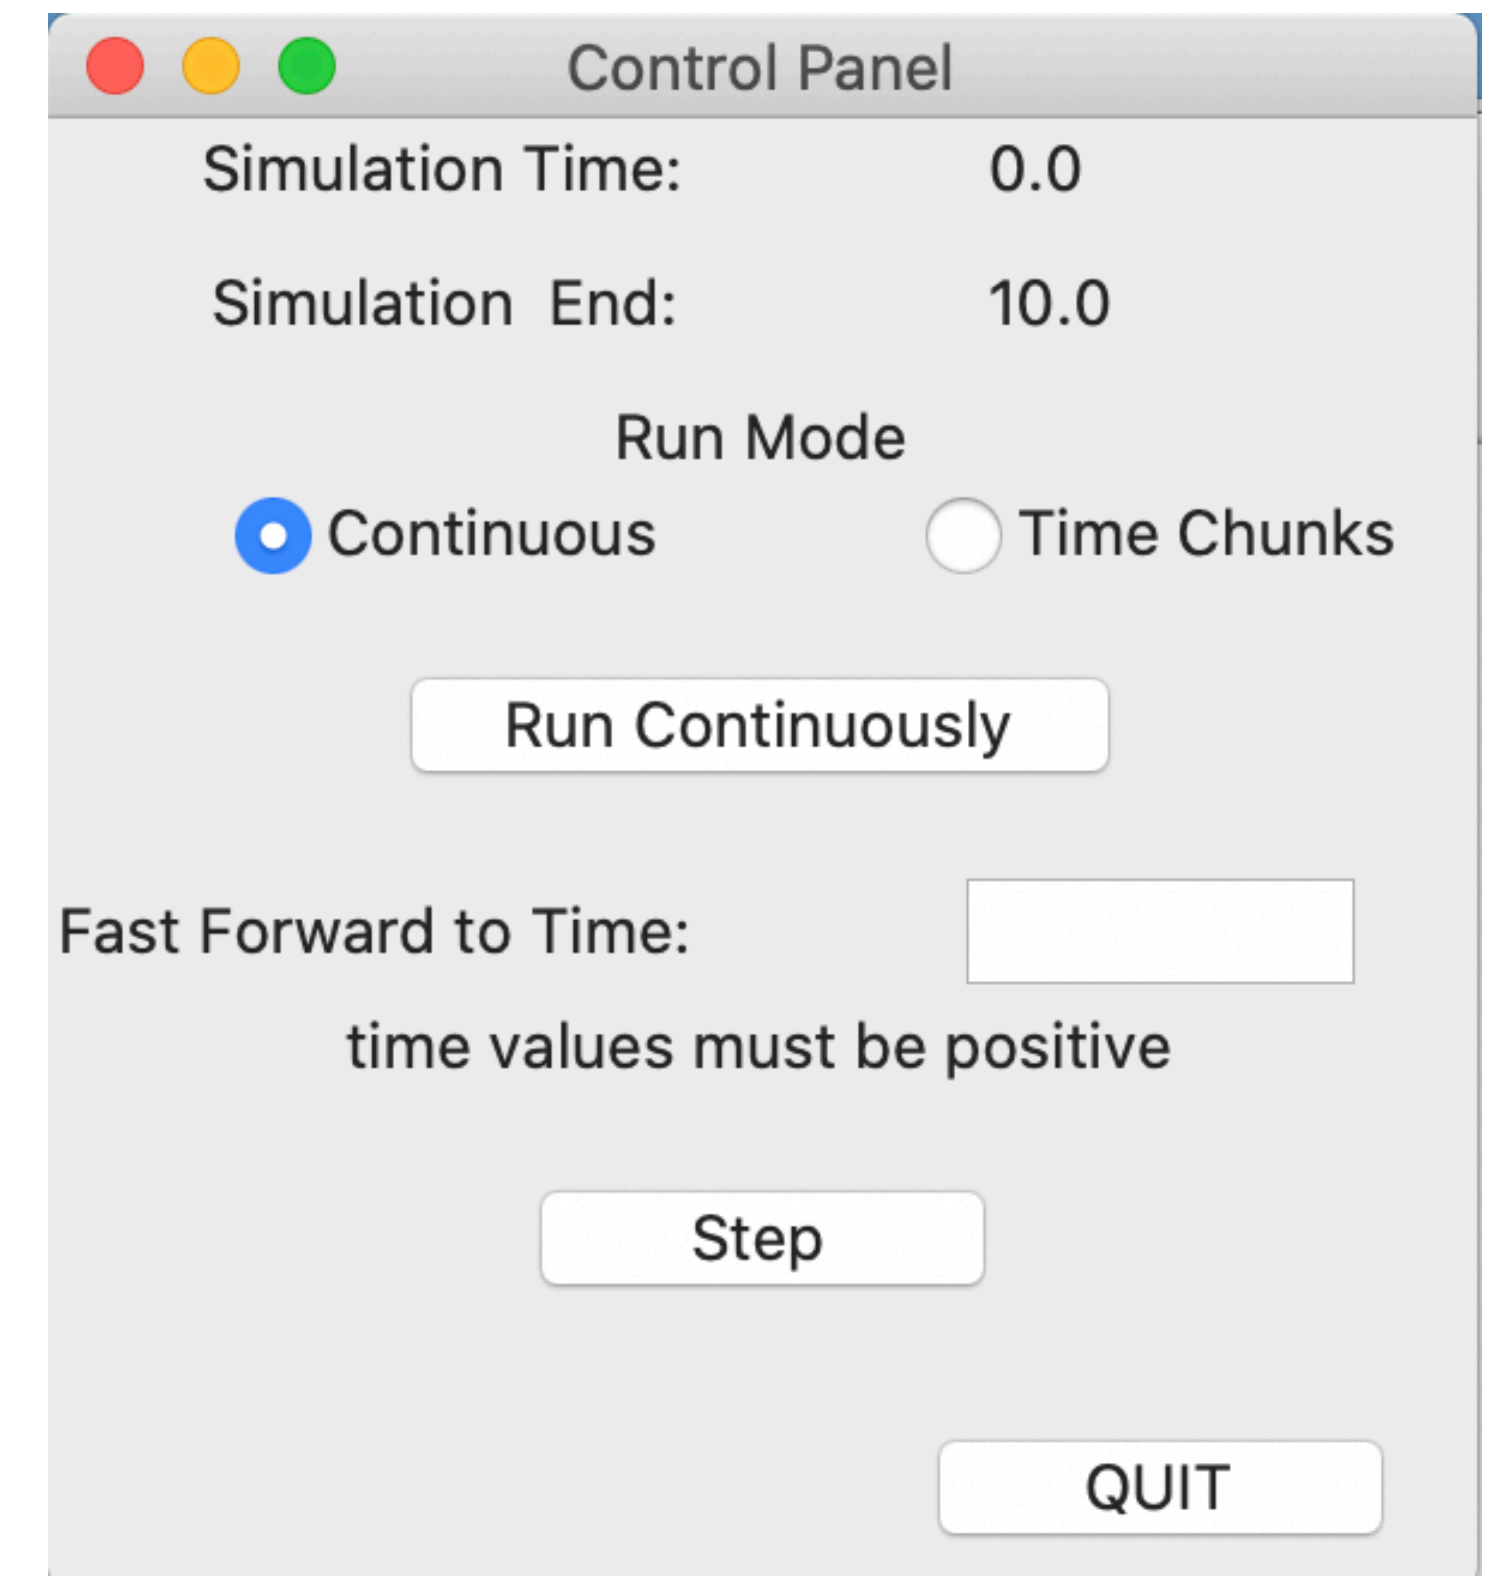 Control Panel
Simulation Time: 0.0
Simulation End: 10.0
Run Mode
Continuous Time Chunks
Run Continuously
Fast Forward to Time:
time values must be positive
Step
QUIT